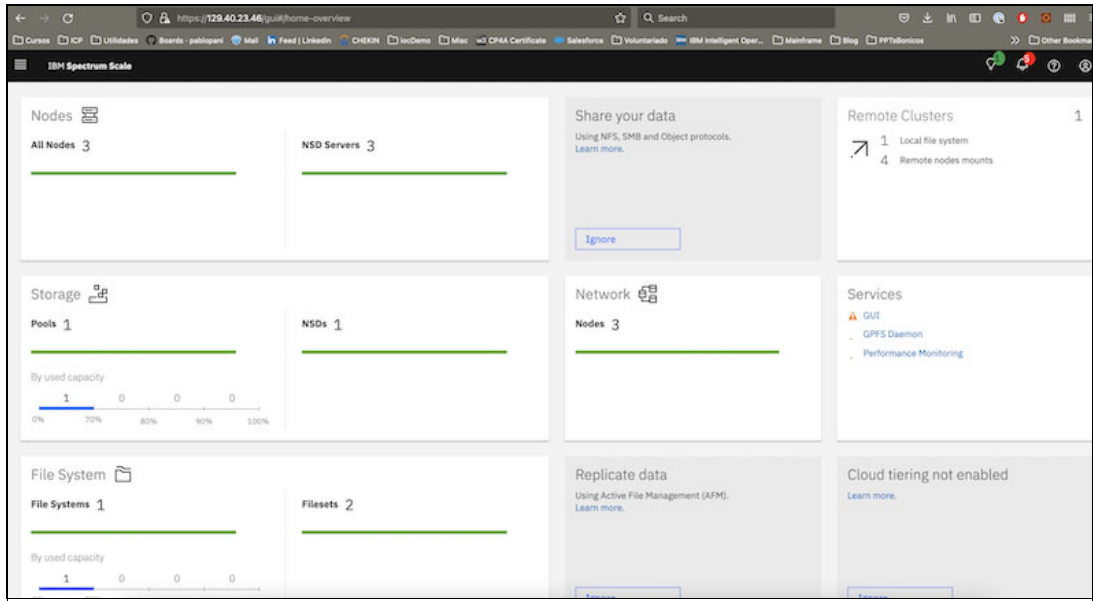 https://129.40.23.46/gui#/home-overview
Search
Cursos ICP Utilidades Boards - pablopani Mail Feed | LinkedIn CHEKIN iocDemo Misc w3 CP4A Certificate Salesforce Voluntariado IBM Intelligent Oper... Mainframe Blog PPTsBonicos Other Bookma
IBM Spectrum Scale
5
Nodes
All Nodes 3
NSD Servers 3
Share your data
Using NFS, SMB and Object protocols.
Learn more.
Ignore
Remote Clusters 1
1 Local file system
4 Remote nodes mounts
Storage
Pools 1
NSDs 1
By used capacity
1 0 0 0
0% 70% 80% 90% 100%
Network
Nodes 3
Services
GUI
GPFS Daemon
Performance Monitoring
File System
File Systems 1
Filesets 2
By used capacity
1 0 0 0
Replicate data
Using Active File Management (AFM).
Learn more.
Cloud tiering not enabled
Learn more.